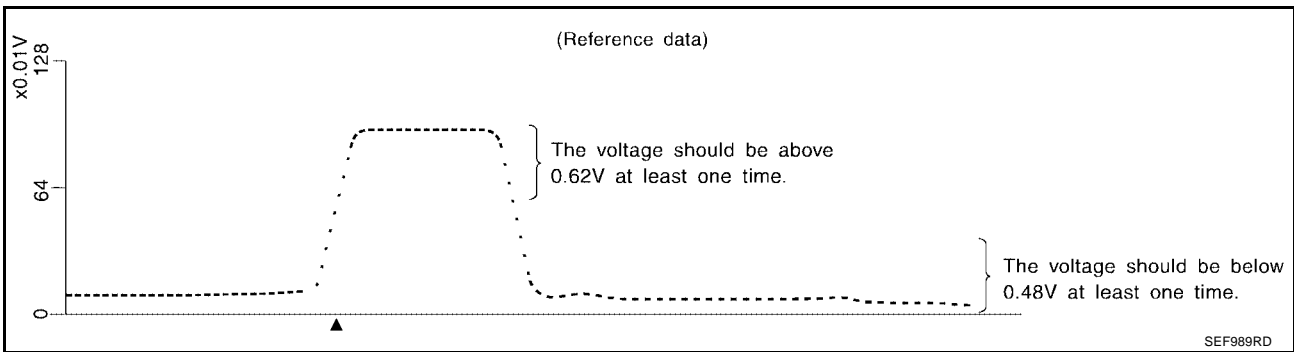 (Reference data)
x0.01V
128
64
0
The voltage should be above
0.62V at least one time.
The voltage should be below
0.48V at least one time.
SEF989RD